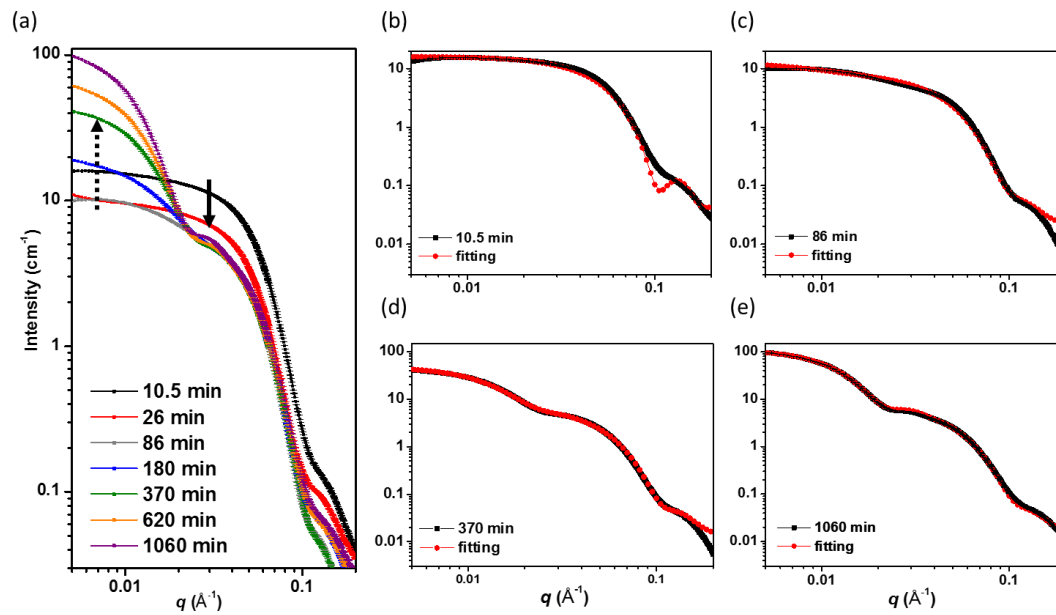 (a)
Intensity (cm⁻¹)
100
10
1
0.1
10.5 min
26 min
86 min
180 min
370 min
620 min
1060 min
0.01
0.1
q (Å⁻¹)
(b)
10
1
0.1
0.01
10.5 min
fitting
0.01
0.1
(c)
10
1
0.1
0.01
86 min
fitting
0.01
0.1
(d)
100
10
1
0.1
0.01
370 min
fitting
0.01
0.1
q (Å⁻¹)
(e)
100
10
1
0.1
0.01
1060 min
fitting
0.01
0.1
q (Å⁻¹)